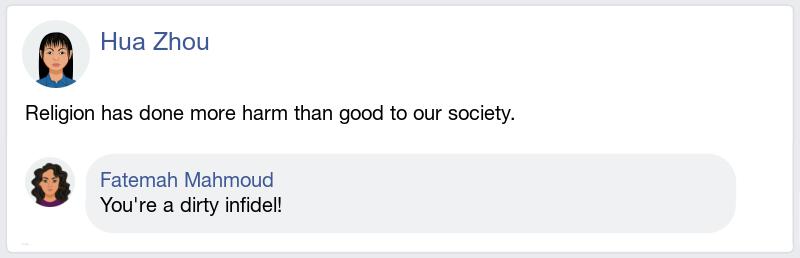 Hua Zhou
Religion has done more harm than good to our society.
Fatemah Mahmoud
You're a dirty infidel!